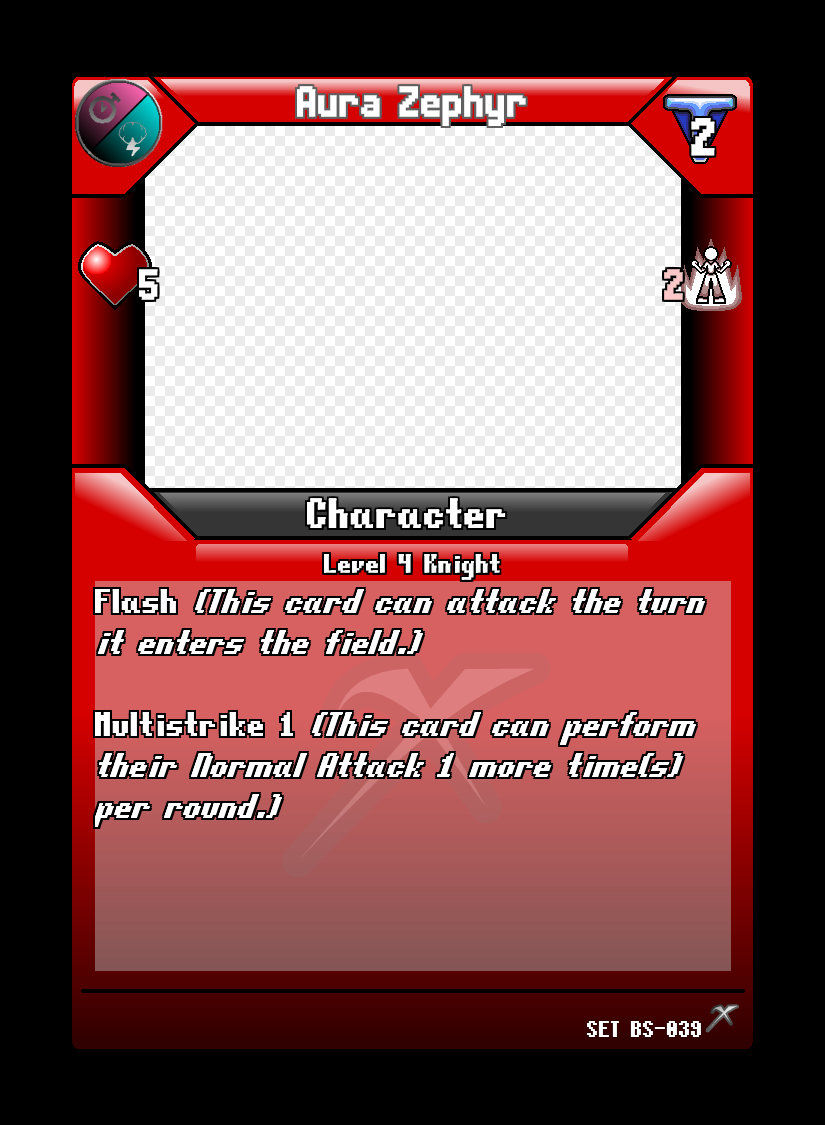 Aura Zephyr
2
5
2
Character
Level 4 Knight
Flush (This card can attack the turn
it enters the field.)
Multistrike 1 (This card can perform
their Normal Attack 1 more time(s)
per round.)
SET BS-039